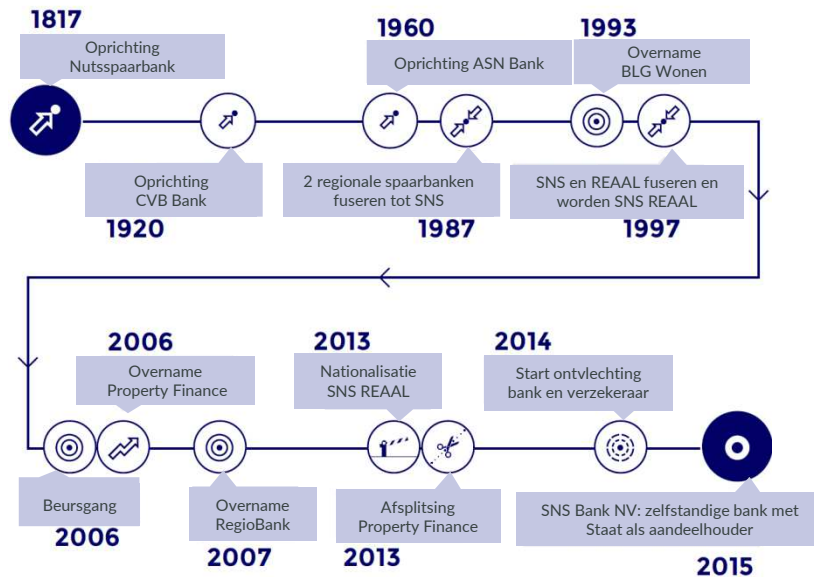 1817
Oprichting
Nutsspaarbank
Oprichting
CVB Bank
1920
1960
Oprichting ASN Bank
2 regionale spaarbanken
fuseren tot SNS
1987
1993
Overname
BLG Wonen
SNS en REAAL fuseren en
worden SNS REAAL
1997
Beursgang
2006
2006
Overname
Property Finance
Overname
RegioBank
2007
2013
Nationalisatie
SNS REAAL
Afsplitsing
Property Finance
2013
2014
Start ontvlechting
bank en verzekeraar
SNS Bank NV: zelfstandige bank met
Staat als aandeelhouder
2015